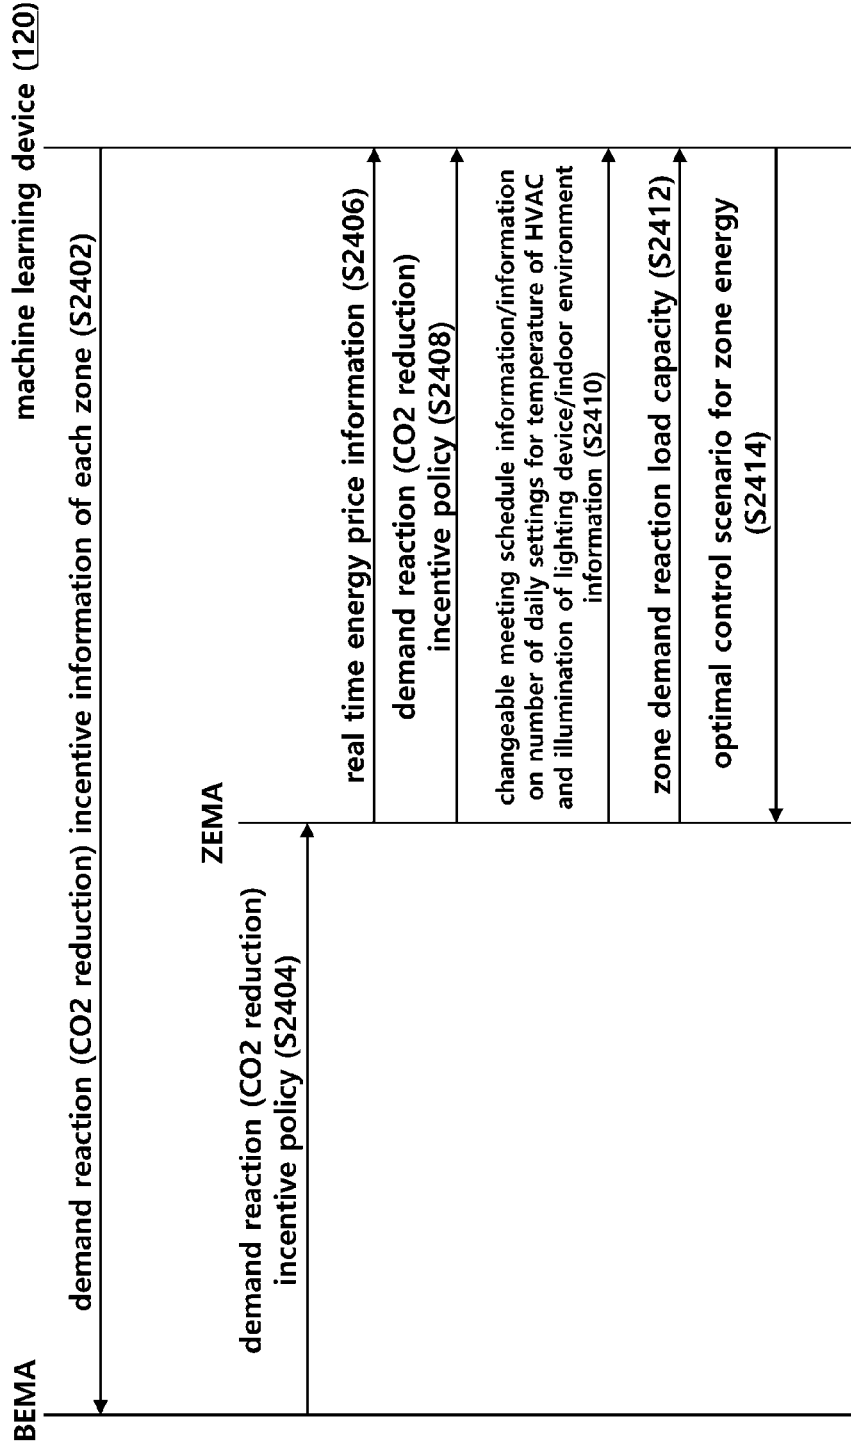 BEMA
machine learning device (120)
demand reaction (CO2 reduction) incentive information of each zone (S2402)
ZEMA
demand reaction (CO2 reduction)
incentive policy (S2404)
real time energy price information (S2406)
demand reaction (CO2 reduction)
incentive policy (S2408)
changeable meeting schedule information/information
on number of daily settings for temperature of HVAC
and illumination of lighting device/indoor environment
information (S2410)
zone demand reaction load capacity (S2412)
optimal control scenario for zone energy
(S2414)